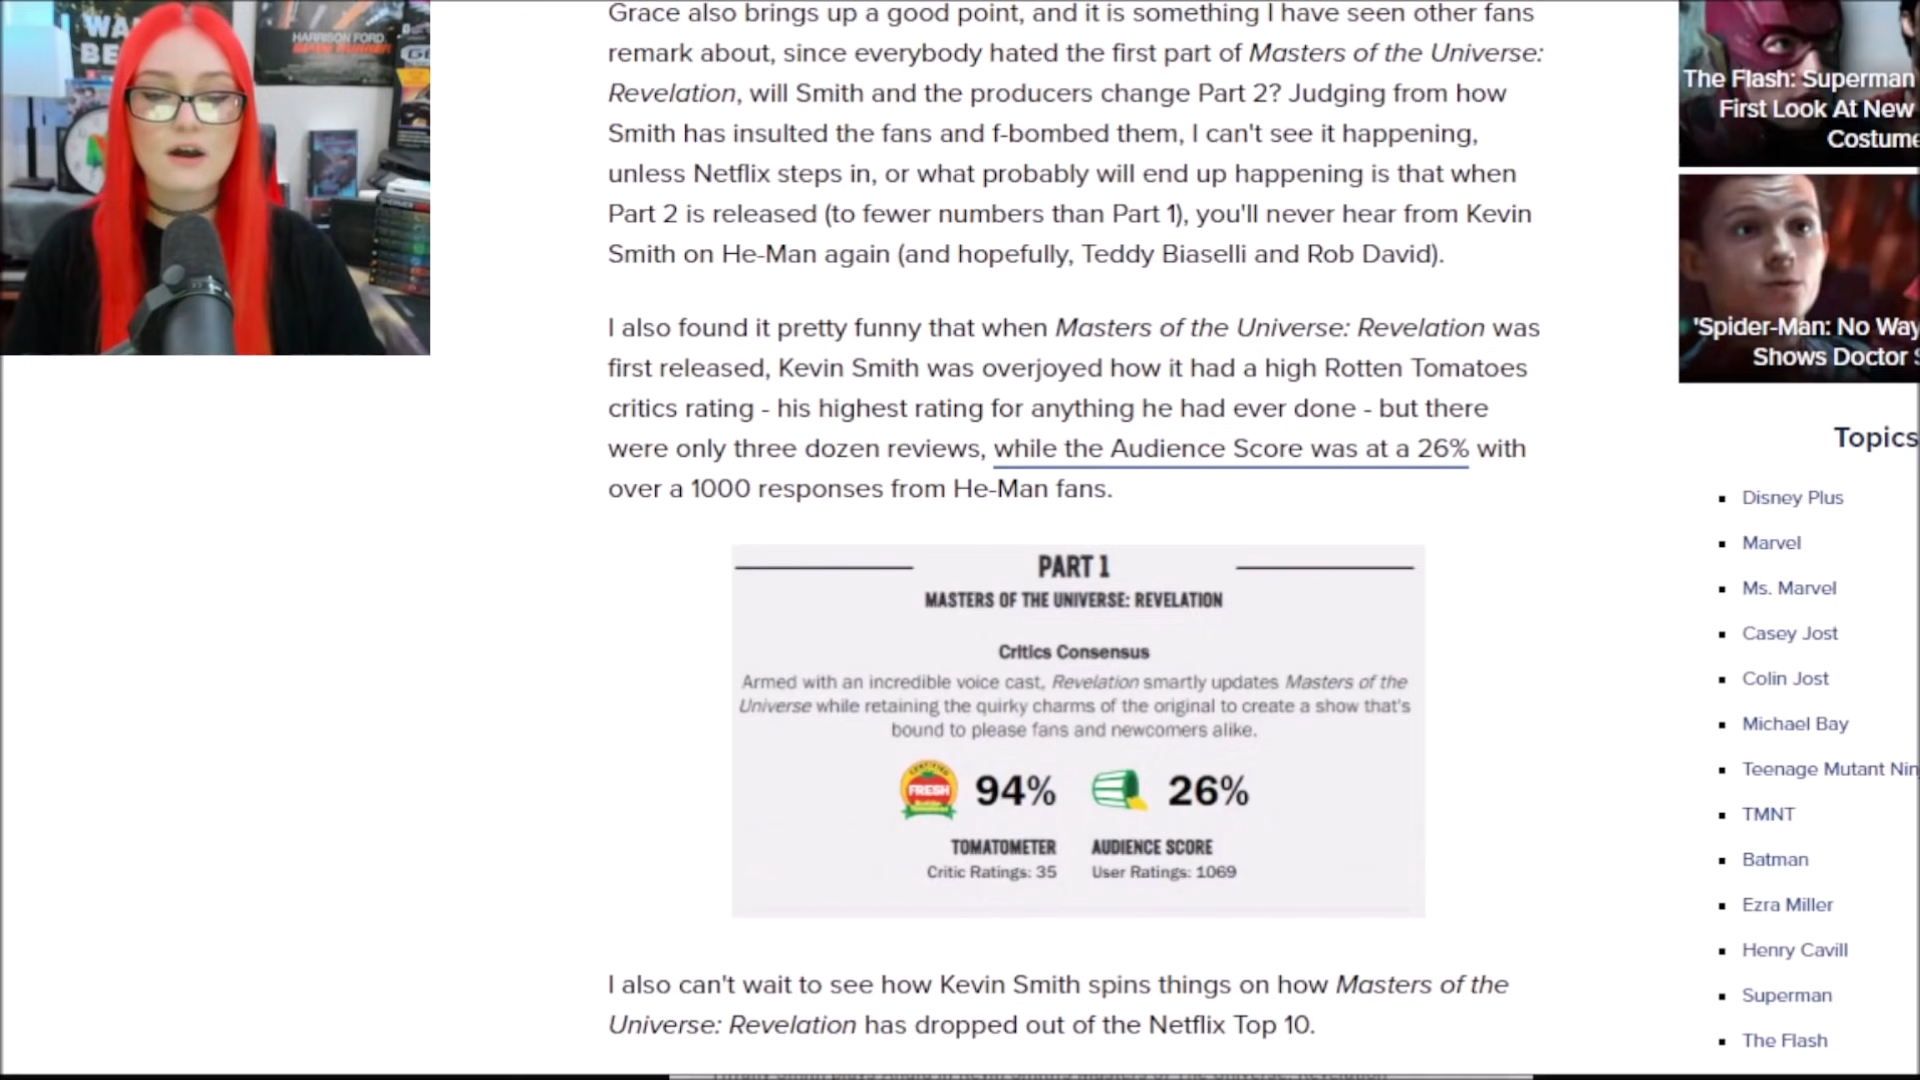 WA
BE
HARRISON FORD
BLADE RUNNER
Grace also brings up a good point, and it is something I have seen other fans
remark about, since everybody hated the first part of Masters of the Universe:
Revelation, will Smith and the producers change Part 2? Judging from how
Smith has insulted the fans and f-bombed them, I can't see it happening,
unless Netflix steps in, or what probably will end up happening is that when
Part 2 is released (to fewer numbers than Part 1), you'll never hear from Kevin
Smith on He-Man again (and hopefully, Teddy Biaselli and Rob David).
I also found it pretty funny that when Masters of the Universe: Revelation was
first released, Kevin Smith was overjoyed how it had a high Rotten Tomatoes
critics rating - his highest rating for anything he had ever done - but there
were only three dozen reviews, while the Audience Score was at a 26% with
over a 1000 responses from He-Man fans.
PART 1
MASTERS OF THE UNIVERSE: REVELATION
Critics Consensus
Armed with an incredible voice cast, Revelation smartly updates Masters of the
Universe while retaining the quirky charms of the original to create a show that's
bound to please fans and newcomers alike.
CERTIFIED
FRESH
94%
26%
TOMATOMETER
Critic Ratings: 35
AUDIENCE SCORE
User Ratings: 1069
I also can't wait to see how Kevin Smith spins things on how Masters of the
Universe: Revelation has dropped out of the Netflix Top 10.
The Flash: Superman
First Look At New
Costume
'Spider-Man: No Way
Shows Doctor S
Topics
Disney Plus
Marvel
Ms. Marvel
Casey Jost
Colin Jost
Michael Bay
Teenage Mutant Nin
TMNT
Batman
Ezra Miller
Henry Cavill
Superman
The Flash